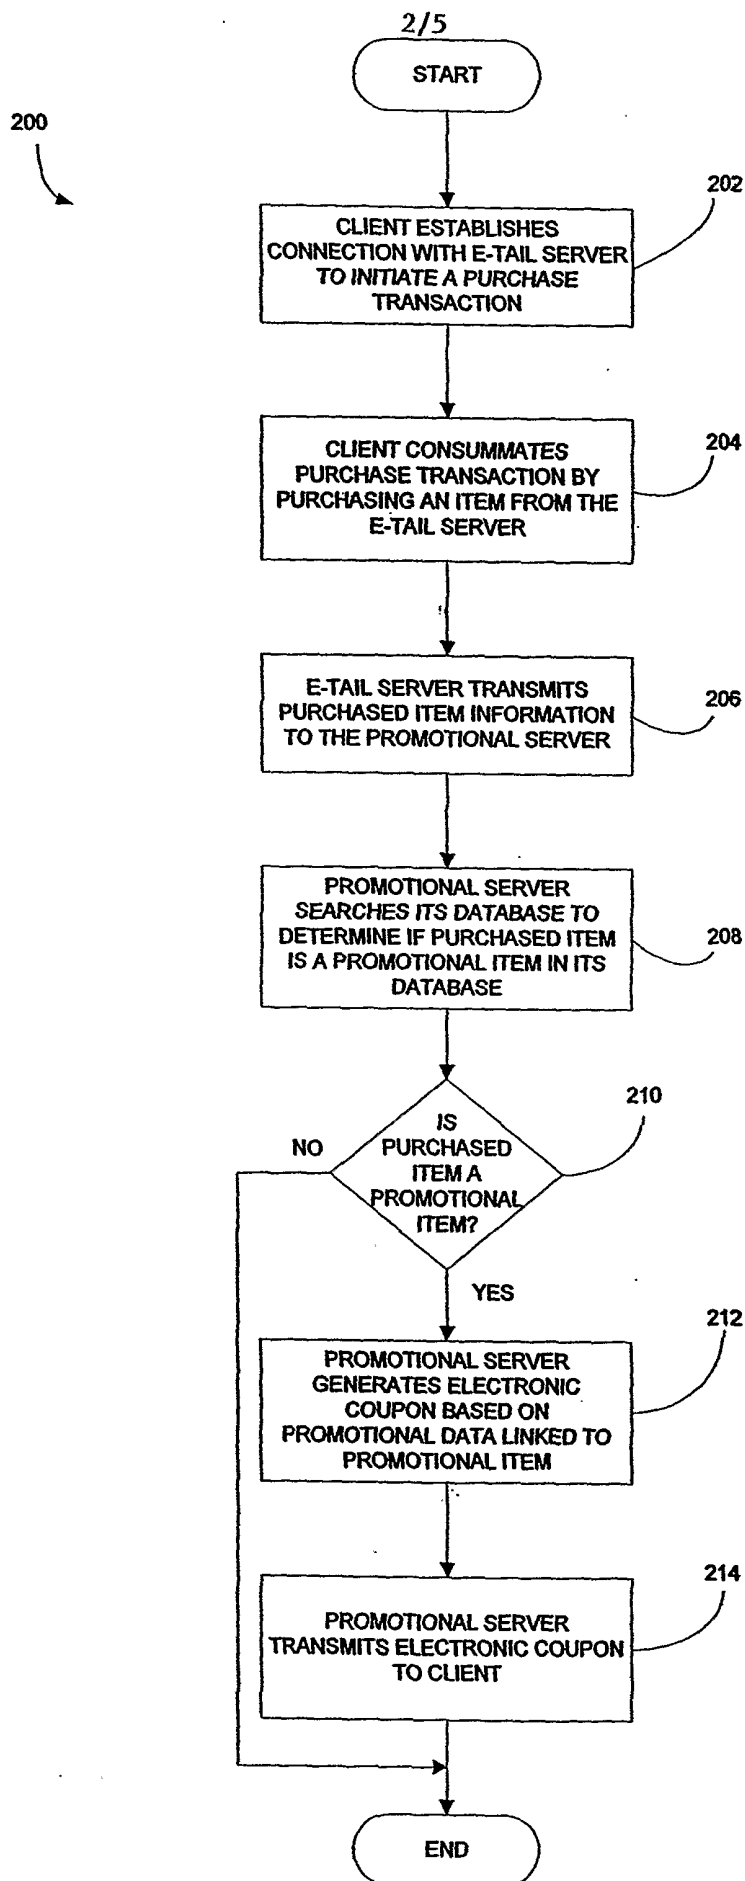 2/5
START
200
202
CLIENT ESTABLISHES
CONNECTION WITH E-TAIL SERVER
TO INITIATE A PURCHASE
TRANSACTION
204
CLIENT CONSUMMATES
PURCHASE TRANSACTION BY
PURCHASING AN ITEM FROM THE
E-TAIL SERVER
206
E-TAIL SERVER TRANSMITS
PURCHASED ITEM INFORMATION
TO THE PROMOTIONAL SERVER
208
PROMOTIONAL SERVER
SEARCHES ITS DATABASE TO
DETERMINE IF PURCHASED ITEM
IS A PROMOTIONAL ITEM IN ITS
DATABASE
210
IS
PURCHASED
ITEM A
PROMOTIONAL
ITEM?
NO
YES
212
PROMOTIONAL SERVER
GENERATES ELECTRONIC
COUPON BASED ON
PROMOTIONAL DATA LINKED TO
PROMOTIONAL ITEM
214
PROMOTIONAL SERVER
TRANSMITS ELECTRONIC COUPON
TO CLIENT
END